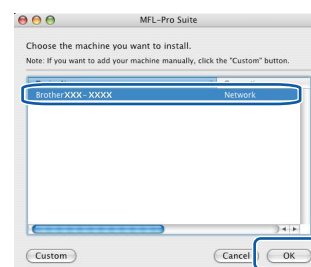 MFL-Pro Suite
Choose the machine you want to install.
Note: If you want to add your machine manually, click the "Custom" button.
BrotherXXX-XXXX Network
Custom Cancel OK